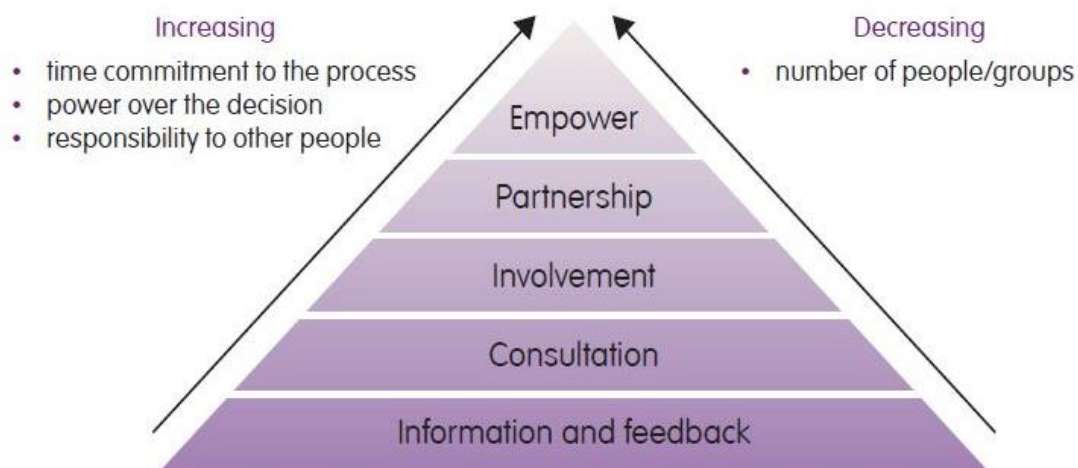 Increasing
• time commitment to the process
• power over the decision
• responsibility to other people
Decreasing
• number of people/groups
Empower
Partnership
Involvement
Consultation
Information and feedback